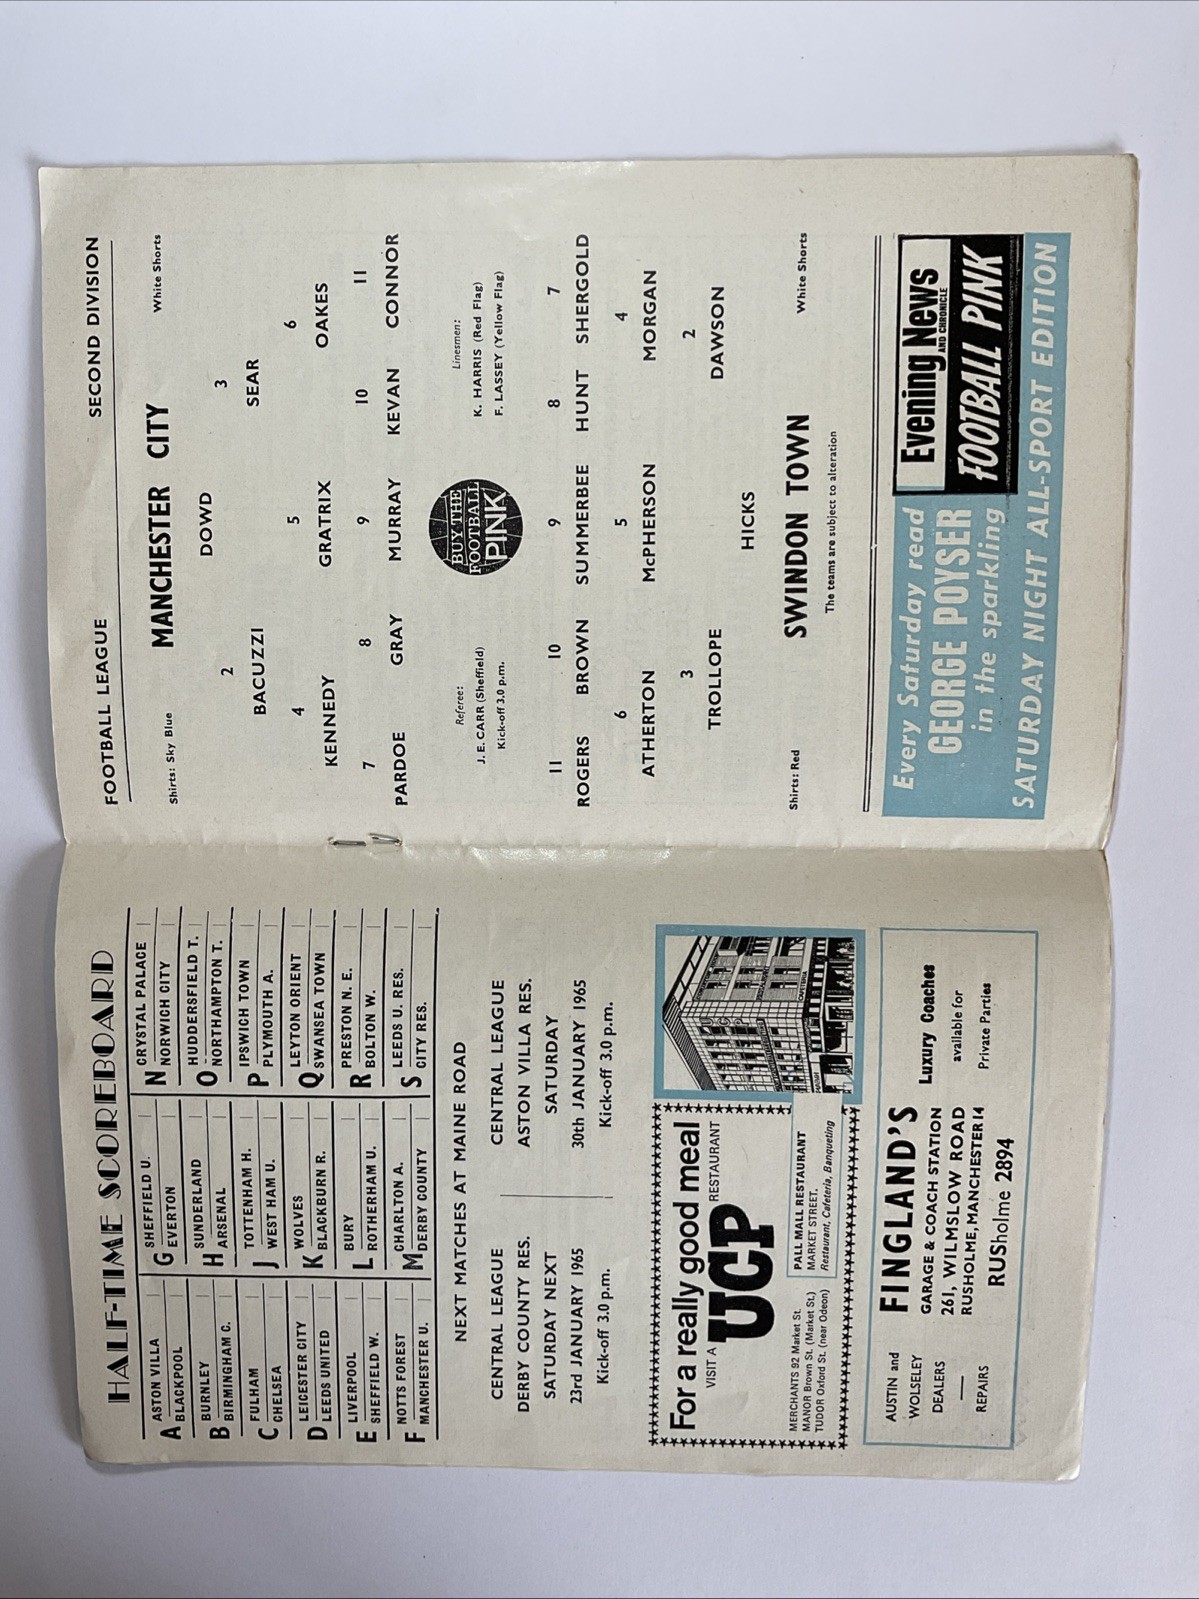 HALF-TIME SCOREBOARD
A ASTON VILLA
BLACKPOOL
B BURNLEY
BIRMINGHAM C.
C FULHAM
CHELSEA
D LEICESTER CITY
LEEDS UNITED
E LIVERPOOL
SHEFFIELD W.
F NOTTS FOREST
MANCHESTER U.
G SHEFFIELD U.
EVERTON
H SUNDERLAND
ARSENAL
J TOTTENHAM H.
WEST HAM U.
K WOLVES
BLACKBURN R.
L BURY
ROTHERHAM U.
M CHARLTON A.
DERBY COUNTY
N CRYSTAL PALACE
NORWICH CITY
O HUDDERSFIELD T.
NORTHAMPTON T.
P IPSWICH TOWN
PLYMOUTH A.
Q LEYTON ORIENT
SWANSEA TOWN
R PRESTON N. E.
BOLTON W.
S LEEDS U. RES.
CITY RES.
NEXT MATCHES AT MAINE ROAD
CENTRAL LEAGUE
DERBY COUNTY RES.
SATURDAY NEXT
23rd JANUARY 1965
Kick-off 3.0 p.m.
CENTRAL LEAGUE
ASTON VILLA RES.
SATURDAY
30th JANUARY 1965
Kick-off 3.0 p.m.
For a really good meal
VISIT A UCP RESTAURANT
MERCHANTS 92 Market St.
MANOR Brown St. (Market St.)
TUDOR Oxford St. (near Odeon)
PALL MALL RESTAURANT
MARKET STREET.
Restaurant, Cafeteria, Banqueting
UCP
CAFETERIA
AUSTIN and
WOLSELEY
DEALERS
REPAIRS
FINGLAND'S
GARAGE & COACH STATION
261, WILMSLOW ROAD
RUSHOLME, MANCHESTER 14
RUSholme 2894
Luxury Coaches
available for
Private Parties
FOOTBALL LEAGUE SECOND DIVISION
MANCHESTER CITY
Shirts: Sky Blue White Shorts
DOWD
2 3
BACUZZI SEAR
4 5 6
KENNEDY GRATRIX OAKES
7 8 9 10 11
PARDOE GRAY MURRAY KEVAN CONNOR
Referee:
J. E. CARR (Sheffield)
Kick-off 3.0 p.m.
BUY THE
FOOTBALL
PINK
Linesmen:
K. HARRIS (Red Flag)
F. LASSEY (Yellow Flag)
11 10 9 8 7
ROGERS BROWN SUMMERBEE HUNT SHERGOLD
6 5 4
ATHERTON McPHERSON MORGAN
3 2
TROLLOPE DAWSON
HICKS
SWINDON TOWN
Shirts: Red White Shorts
The teams are subject to alteration
Every Saturday read
GEORGE POYSER
in the sparkling
Evening News
AND CHRONICLE
FOOTBALL PINK
SATURDAY NIGHT ALL-SPORT EDITION